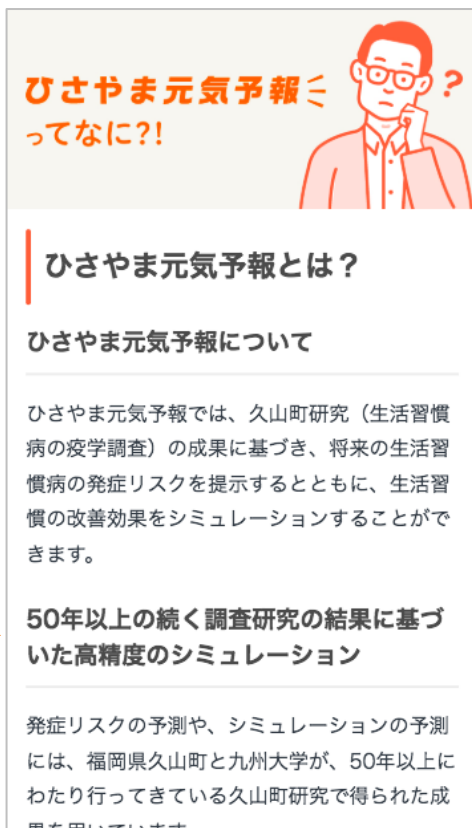 ひさやま元気予報
ってなに?!
?
ひさやま元気予報とは？
ひさやま元気予報について
ひさやま元気予報では、久山町研究（生活習慣
病の疫学調査）の成果に基づき、将来の生活習
慣病の発症リスクを提示するとともに、生活習
慣の改善効果をシミュレーションすることがで
きます。
50年以上の続く調査研究の結果に基づ
いた高精度のシミュレーション
発症リスクの予測や、シミュレーションの予測
には、福岡県久山町と九州大学が、50年以上に
わたり行ってきている久山町研究で得られた成
果を用いています